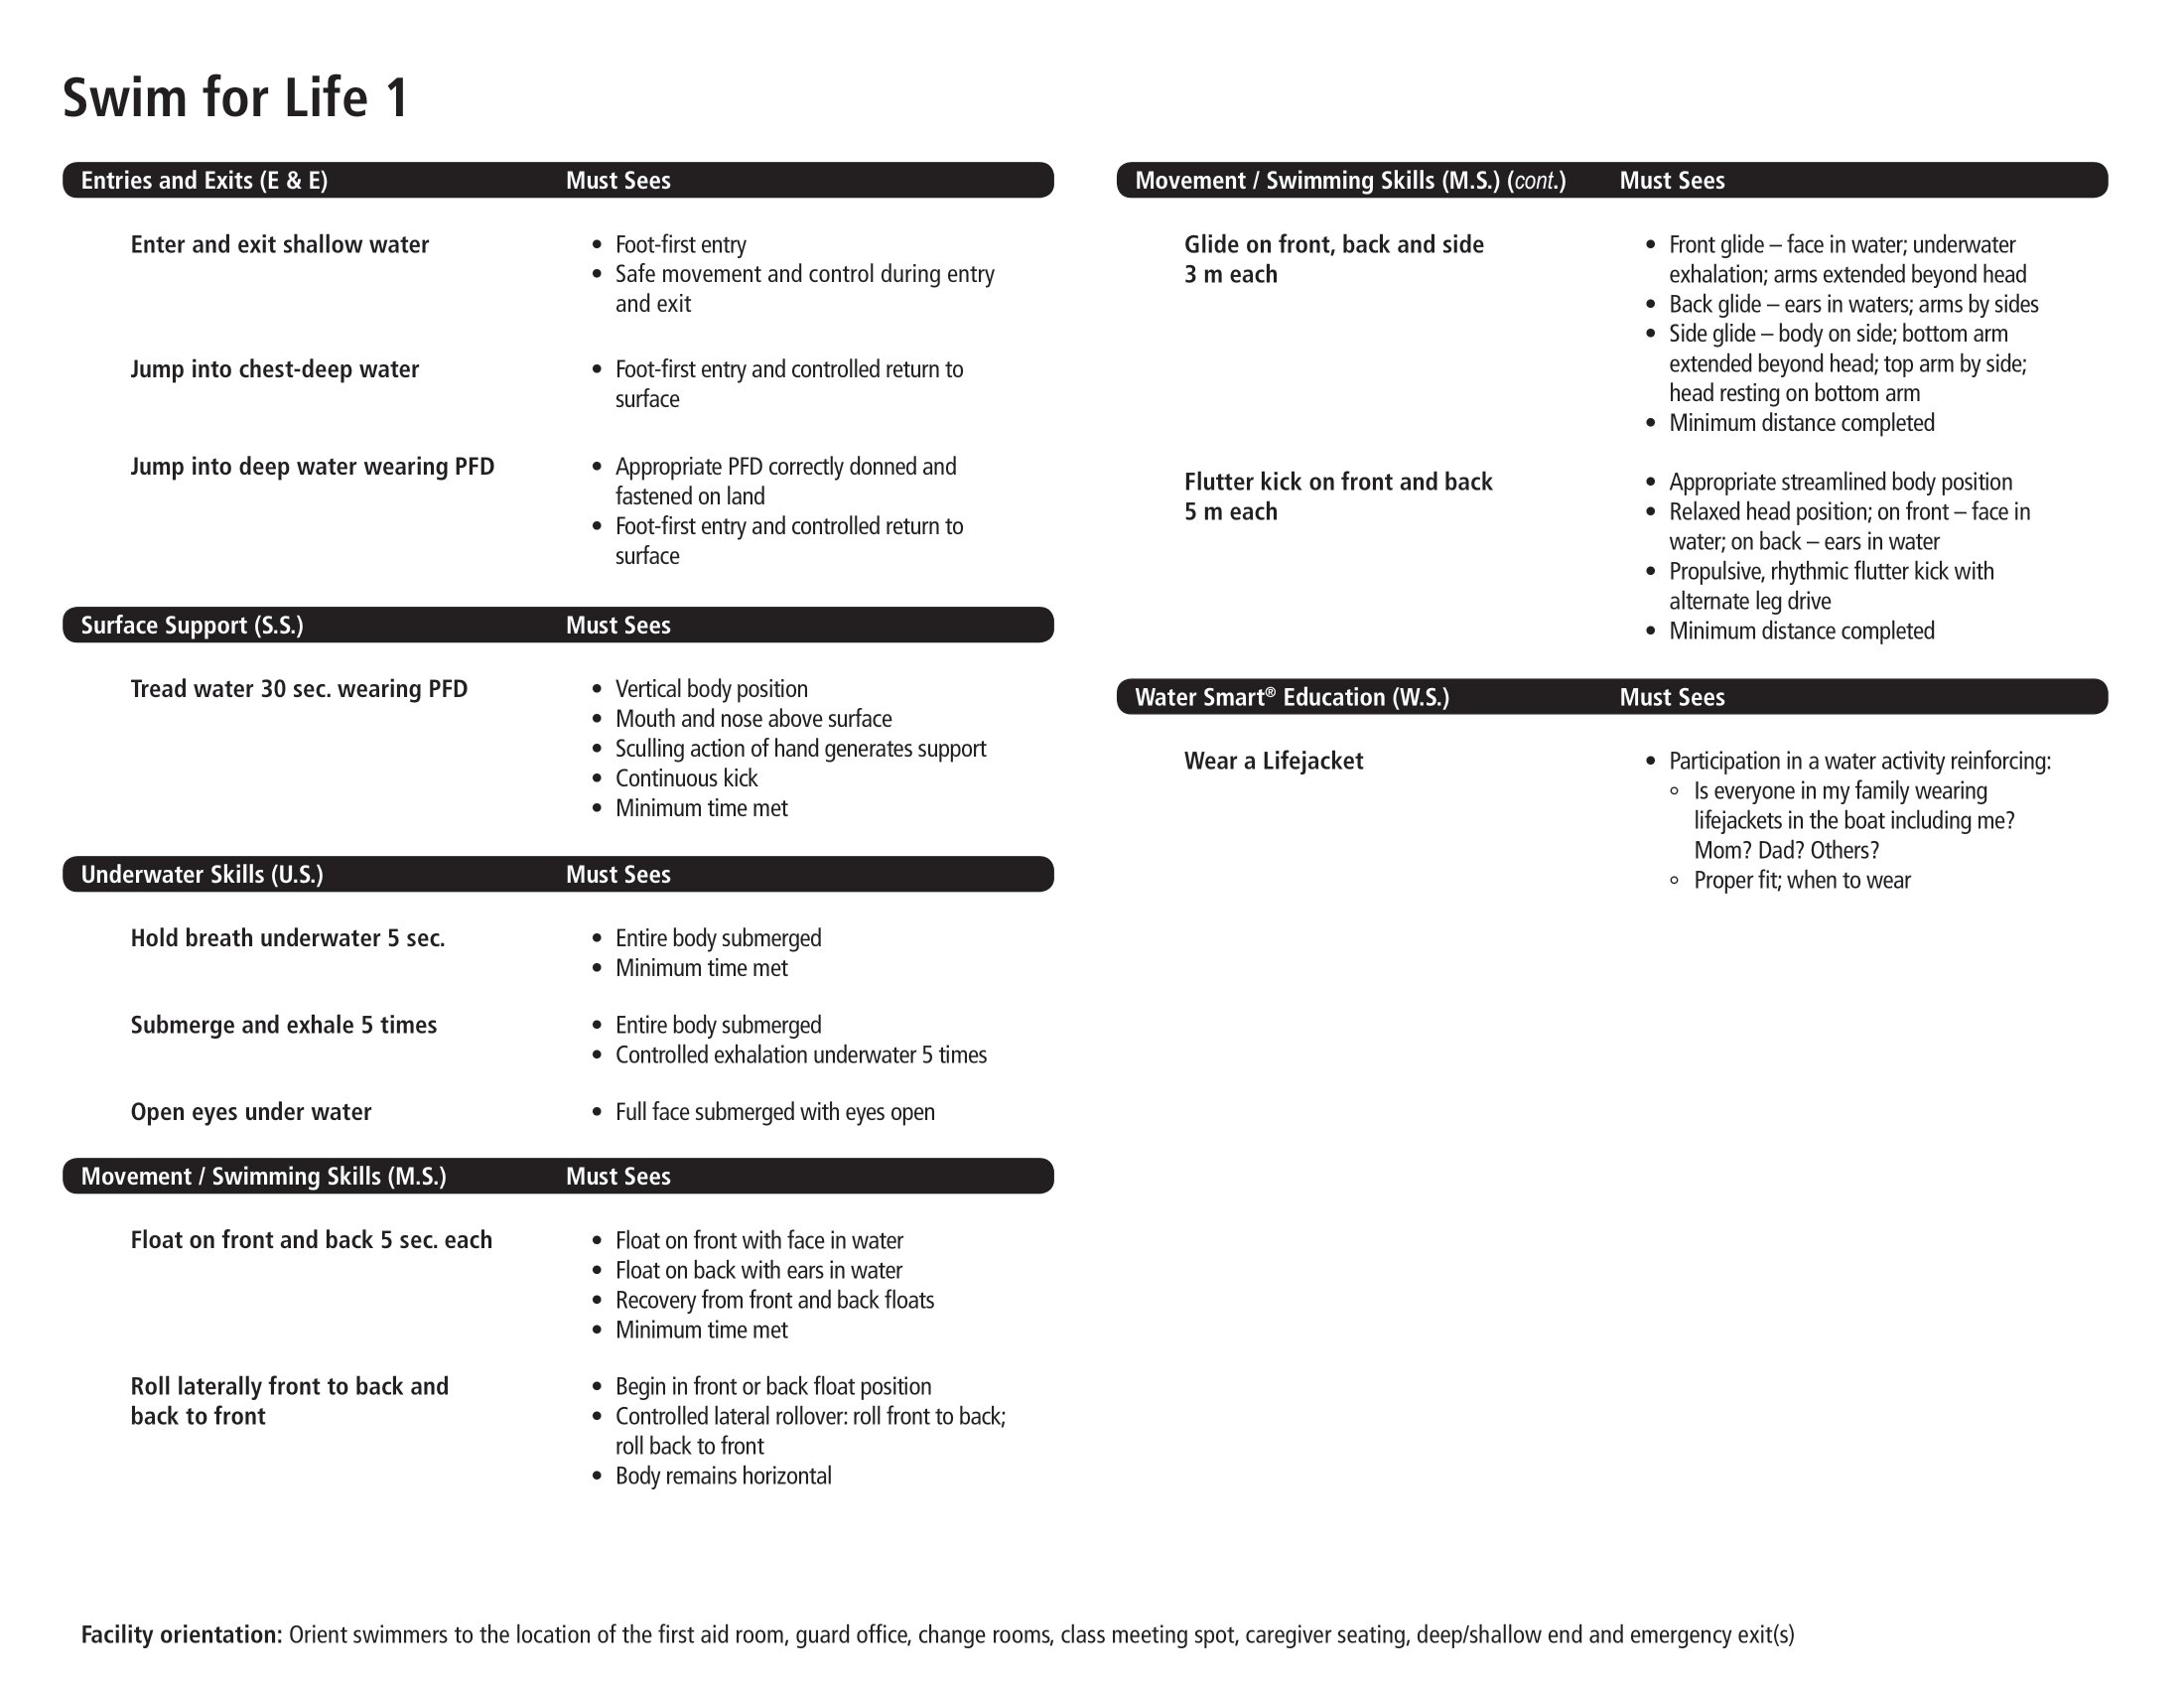 Swim for Life 1
Entries and Exits (E & E) Must Sees
Enter and exit shallow water
• Foot-first entry
• Safe movement and control during entry
and exit
Jump into chest-deep water
• Foot-first entry and controlled return to
surface
Jump into deep water wearing PFD
• Appropriate PFD correctly donned and
fastened on land
• Foot-first entry and controlled return to
surface
Surface Support (S.S.) Must Sees
Tread water 30 sec. wearing PFD
• Vertical body position
• Mouth and nose above surface
• Sculling action of hand generates support
• Continuous kick
• Minimum time met
Underwater Skills (U.S.) Must Sees
Hold breath underwater 5 sec.
• Entire body submerged
• Minimum time met
Submerge and exhale 5 times
• Entire body submerged
• Controlled exhalation underwater 5 times
Open eyes under water
• Full face submerged with eyes open
Movement / Swimming Skills (M.S.) Must Sees
Float on front and back 5 sec. each
• Float on front with face in water
• Float on back with ears in water
• Recovery from front and back floats
• Minimum time met
Roll laterally front to back and
back to front
• Begin in front or back float position
• Controlled lateral rollover: roll front to back;
roll back to front
• Body remains horizontal
Movement / Swimming Skills (M.S.) (cont.) Must Sees
Glide on front, back and side
3 m each
• Front glide – face in water; underwater
exhalation; arms extended beyond head
• Back glide – ears in waters; arms by sides
• Side glide – body on side; bottom arm
extended beyond head; top arm by side;
head resting on bottom arm
• Minimum distance completed
Flutter kick on front and back
5 m each
• Appropriate streamlined body position
• Relaxed head position; on front – face in
water; on back – ears in water
• Propulsive, rhythmic flutter kick with
alternate leg drive
• Minimum distance completed
Water Smart® Education (W.S.) Must Sees
Wear a Lifejacket
• Participation in a water activity reinforcing:
◦ Is everyone in my family wearing
lifejackets in the boat including me?
Mom? Dad? Others?
◦ Proper fit; when to wear
Facility orientation: Orient swimmers to the location of the first aid room, guard office, change rooms, class meeting spot, caregiver seating, deep/shallow end and emergency exit(s)